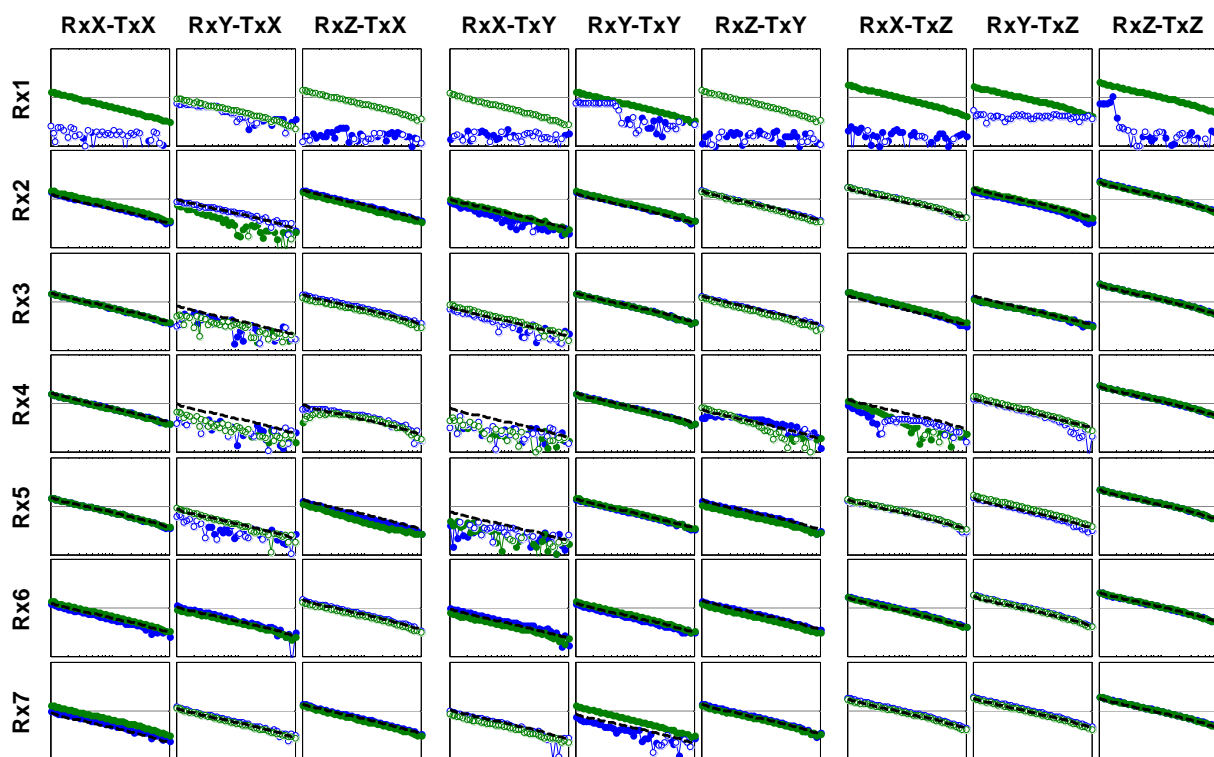 RxX-TxX RxY-TxX RxZ-TxX RxX-TxY RxY-TxY RxZ-TxY RxX-TxZ RxY-TxZ RxZ-TxZ
Rx1
Rx2
Rx3
Rx4
Rx5
Rx6
Rx7